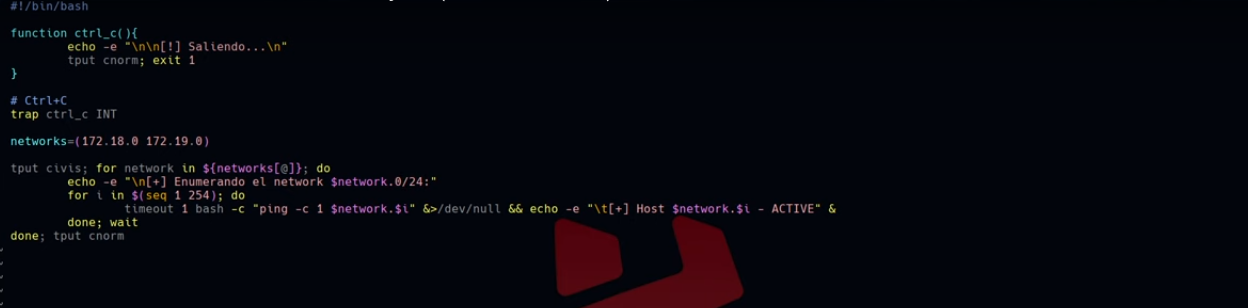 #!/bin/bash
function ctrl_c(){
echo -e "\n\n[!] Saliendo...\n"
tput cnorm; exit 1
}
# Ctrl+C
trap ctrl_c INT
networks=(172.18.0 172.19.0)
tput civis; for network in ${networks[@]}; do
echo -e "\n[+] Enumerando el network $network.0/24:"
for i in $(seq 1 254); do
timeout 1 bash -c "ping -c 1 $network.$i" &>/dev/null && echo -e "\t[+] Host $network.$i - ACTIVE" &
done; wait
done; tput cnorm
~
~
~
~